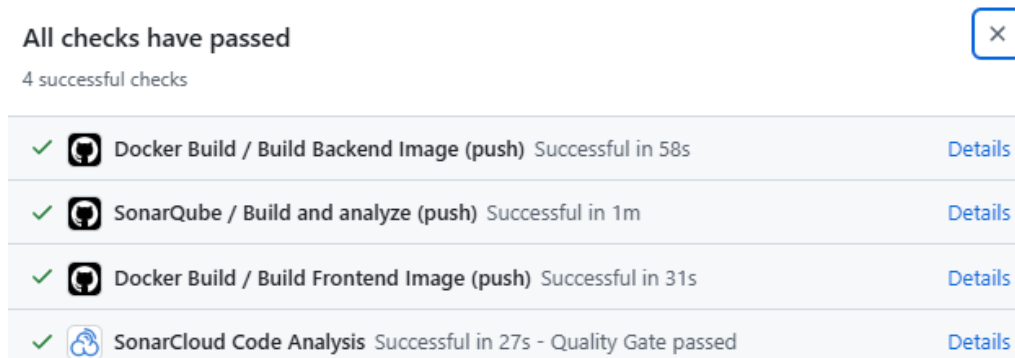 All checks have passed
4 successful checks
Docker Build / Build Backend Image (push) Successful in 58s Details
SonarQube / Build and analyze (push) Successful in 1m Details
Docker Build / Build Frontend Image (push) Successful in 31s Details
SonarCloud Code Analysis Successful in 27s - Quality Gate passed Details